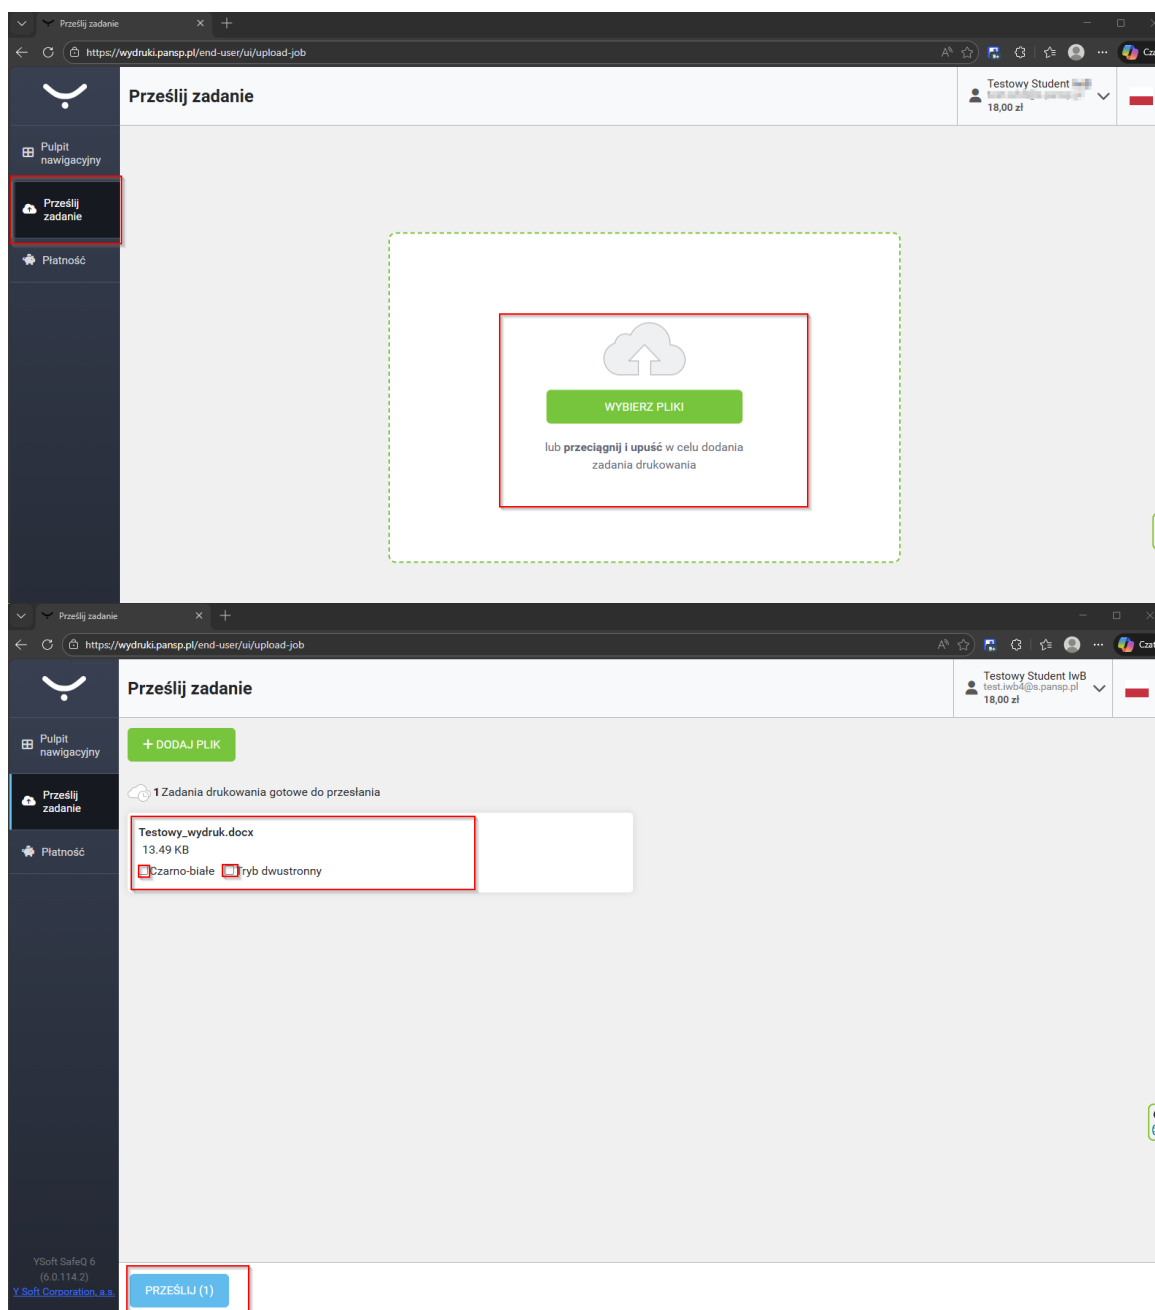 Prześlij zadanie
https://wydruki.pansp.pl/end-user/ui/upload-job
Prześlij zadanie
Testowy Student
18,00 zł
Pulpit
nawigacyjny
Prześlij
zadanie
Płatność
WYBIERZ PLIKI
lub przeciągnij i upuść w celu dodania
zadania drukowania
Prześlij zadanie
https://wydruki.pansp.pl/end-user/ui/upload-job
Prześlij zadanie
Testowy Student IwB
test.iwb4@s.pansp.pl
18,00 zł
Pulpit
nawigacyjny
Prześlij
zadanie
Płatność
+ DODAJ PLIK
1 Zadania drukowania gotowe do przesłania
Testowy_wydruk.docx
13.49 KB
Czarno-białe Tryb dwustronny
YSoft SafeQ 6
(6.0.114.2)
Y Soft Corporation, a.s.
PRZEŚLIJ (1)